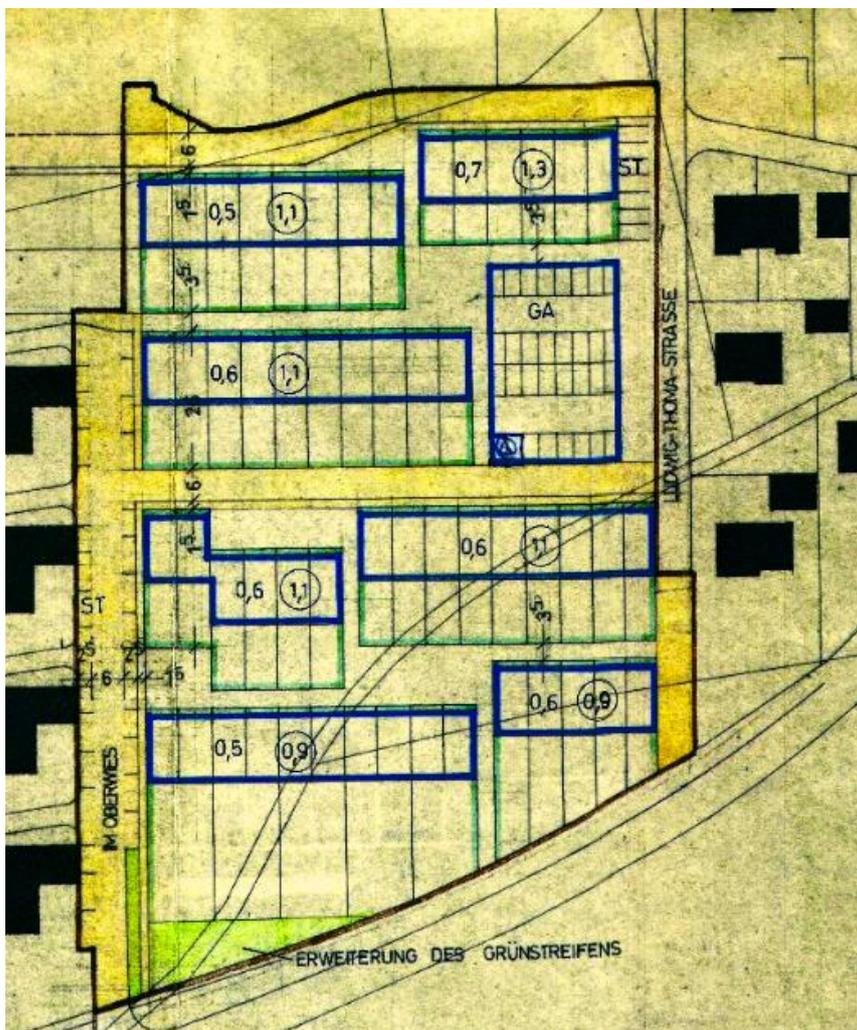 6
0,7 1,3 ST
1⁵ 0,5 1,1
3⁵
3⁵
GA
0,6 1,1
LUDWIG-THOMA-STRASSE
6
1⁵
0,6 1,1
0,6 1,1
ST
3⁵
5 6 1⁵
0,6 0,9
0,5 0,9
IM OBERWIES
ERWEITERUNG DES GRÜNSTREIFENS